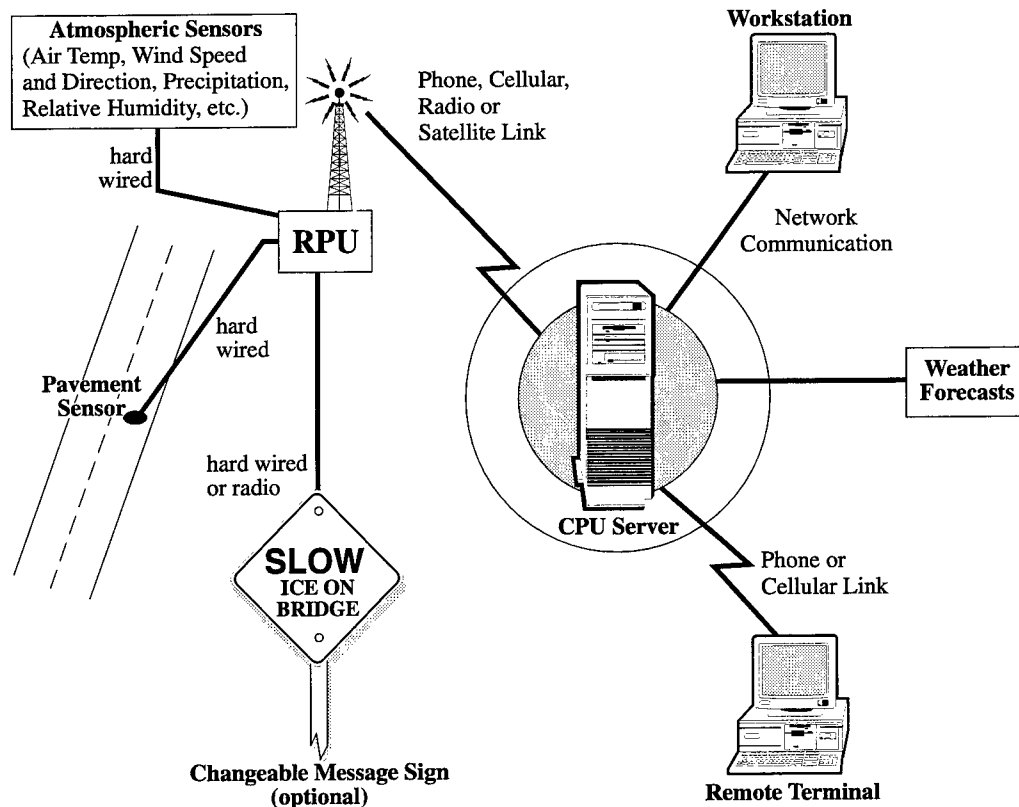 Atmospheric Sensors
(Air Temp, Wind Speed
and Direction, Precipitation,
Relative Humidity, etc.)
hard
wired
RPU
Phone, Cellular,
Radio or
Satellite Link
Workstation
Network
Communication
hard
wired
Pavement
Sensor
Weather
Forecasts
hard wired
or radio
CPU Server
SLOW
ICE ON
BRIDGE
Phone or
Cellular Link
Changeable Message Sign
(optional)
Remote Terminal